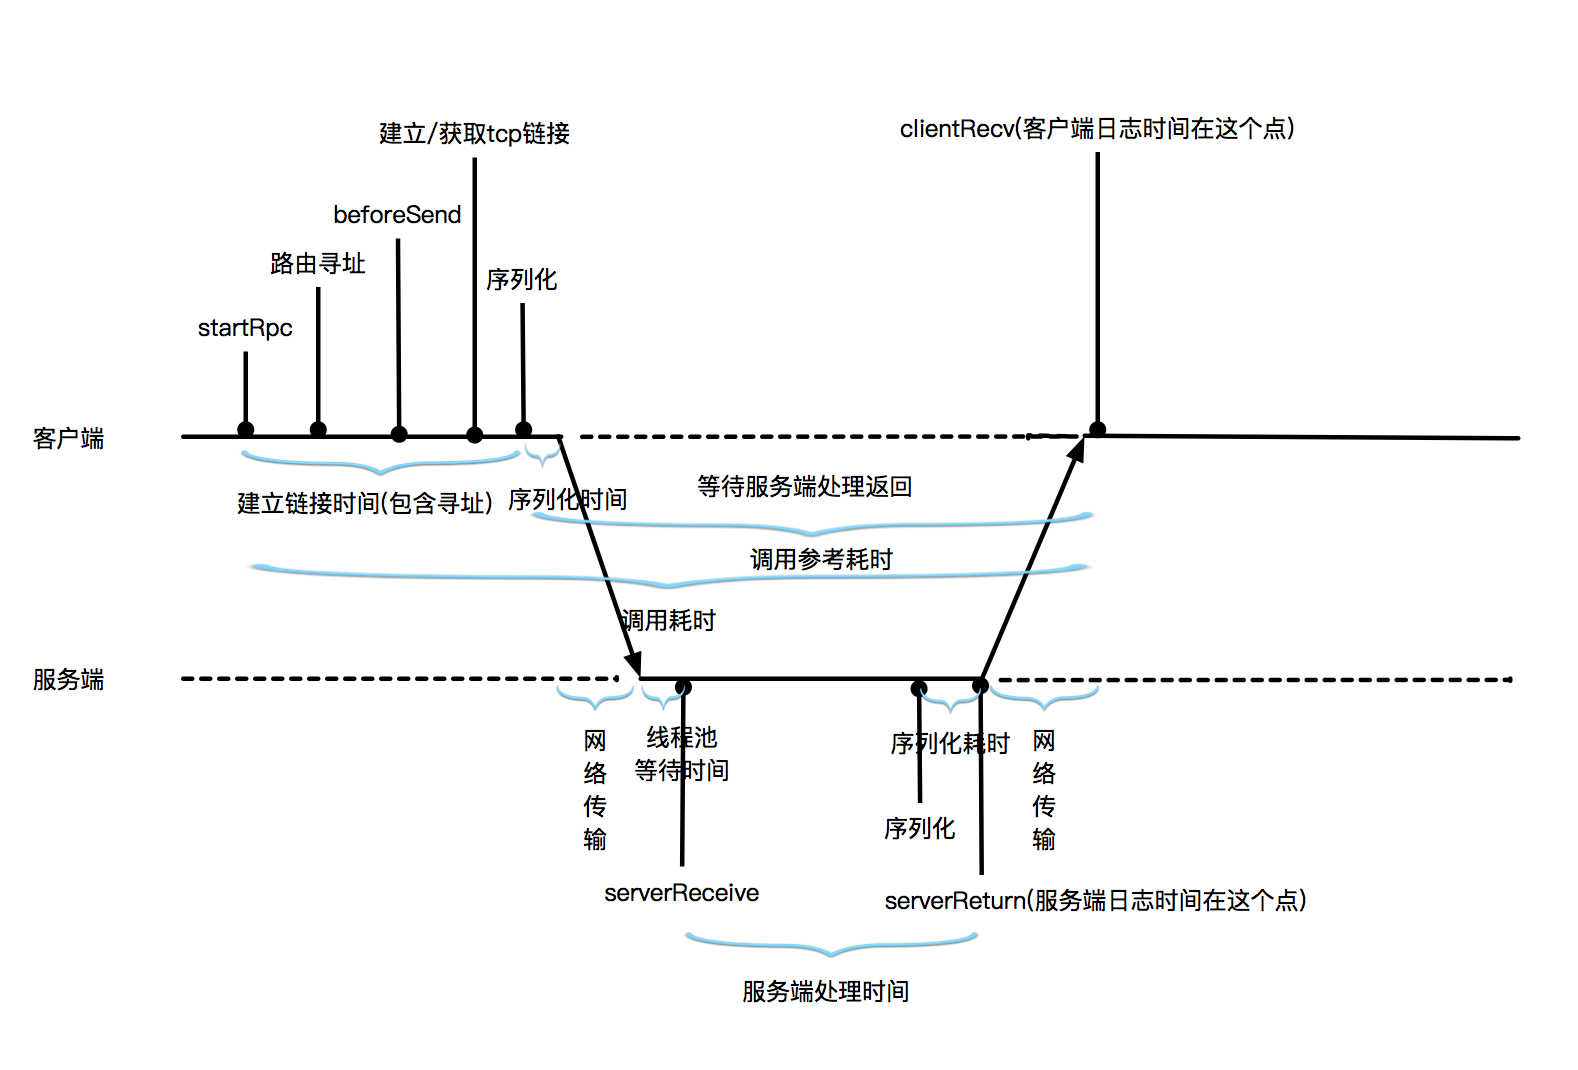 建立/获取tcp链接
clientRecv(客户端日志时间在这个点)
beforeSend
路由寻址
序列化
startRpc
客户端
建立链接时间(包含寻址)
序列化时间
等待服务端处理返回
调用参考耗时
调用耗时
服务端
网
络
传
输
线程池
等待时间
序列化耗时
网
络
传
输
序列化
serverReceive
serverReturn(服务端日志时间在这个点)
服务端处理时间